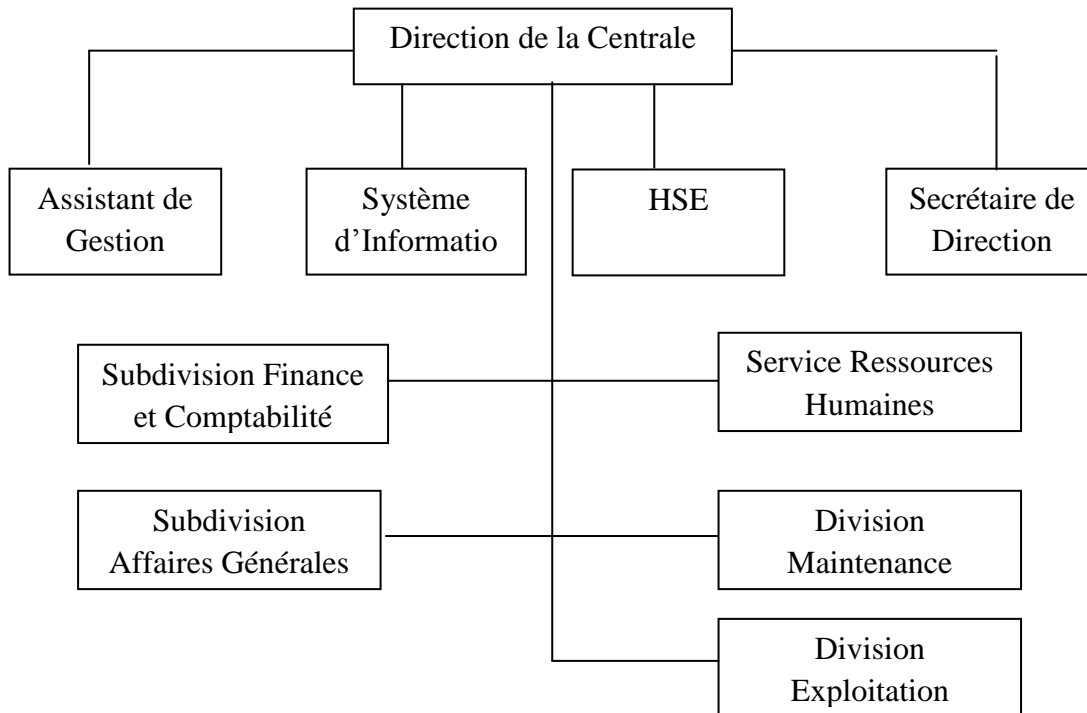 Direction de la Centrale
Assistant de
Gestion
Système
d’Informatio
HSE
Secrétaire de
Direction
Subdivision Finance
et Comptabilité
Service Ressources
Humaines
Subdivision
Affaires Générales
Division
Maintenance
Division
Exploitation